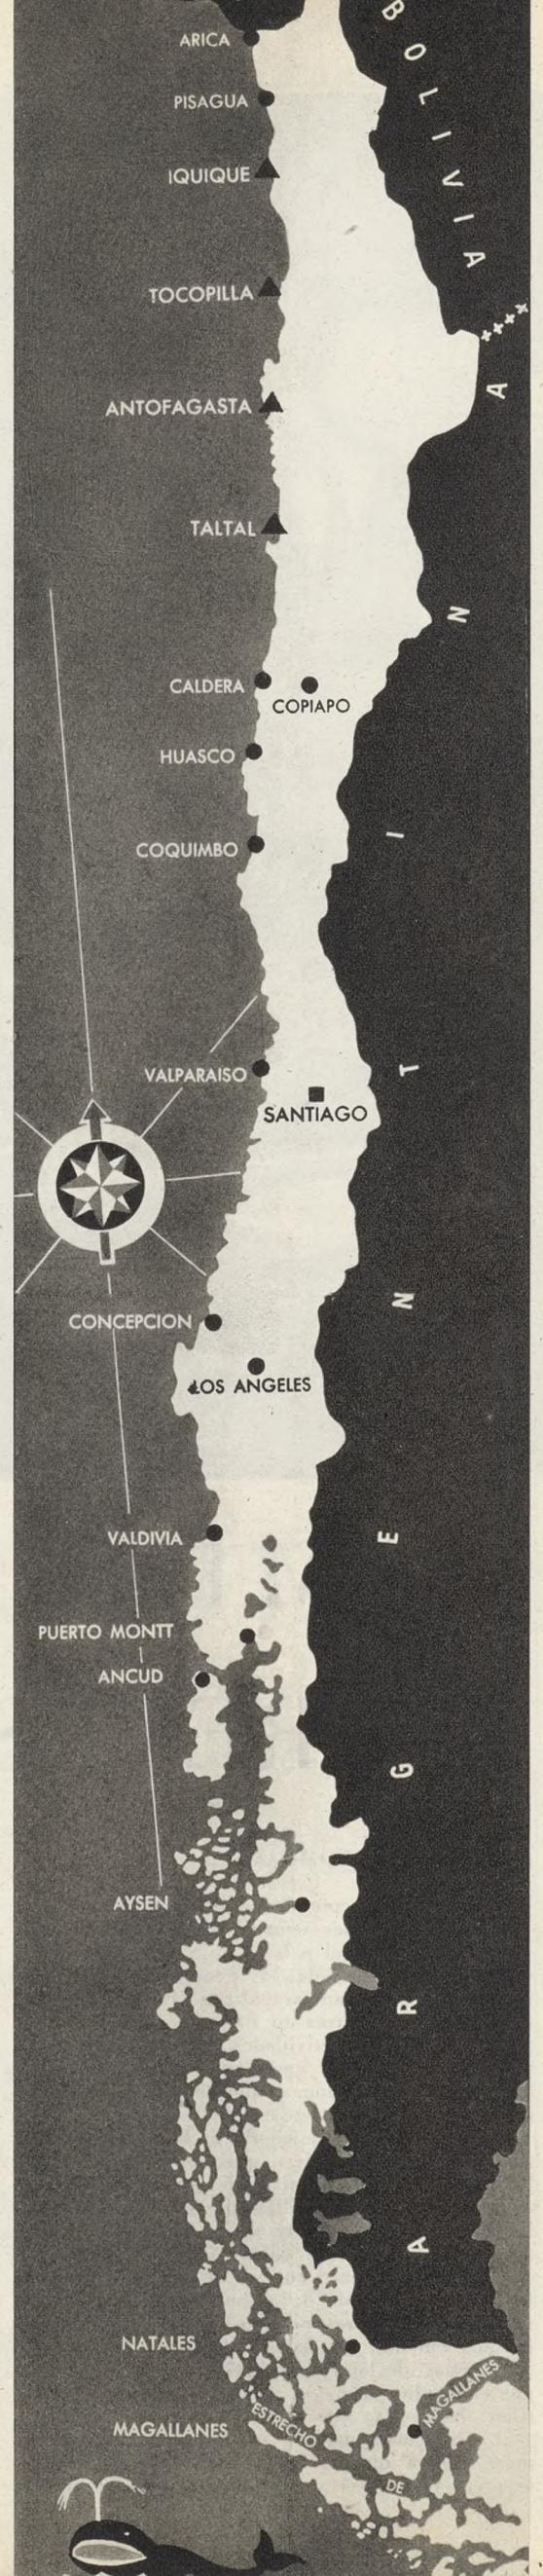 BOLIVIA
ARICA
PISAGUA
IQUIQUE
TOCOPILLA
ANTOFAGASTA
TALTAL
CALDERA
COPIAPO
HUASCO
COQUIMBO
VALPARAISO
SANTIAGO
CONCEPCION
LOS ANGELES
VALDIVIA
PUERTO MONTT
ANCUD
AYSEN
ARGENTINA
NATALES
MAGALLANES
ESTRECHO DE MAGALLANES